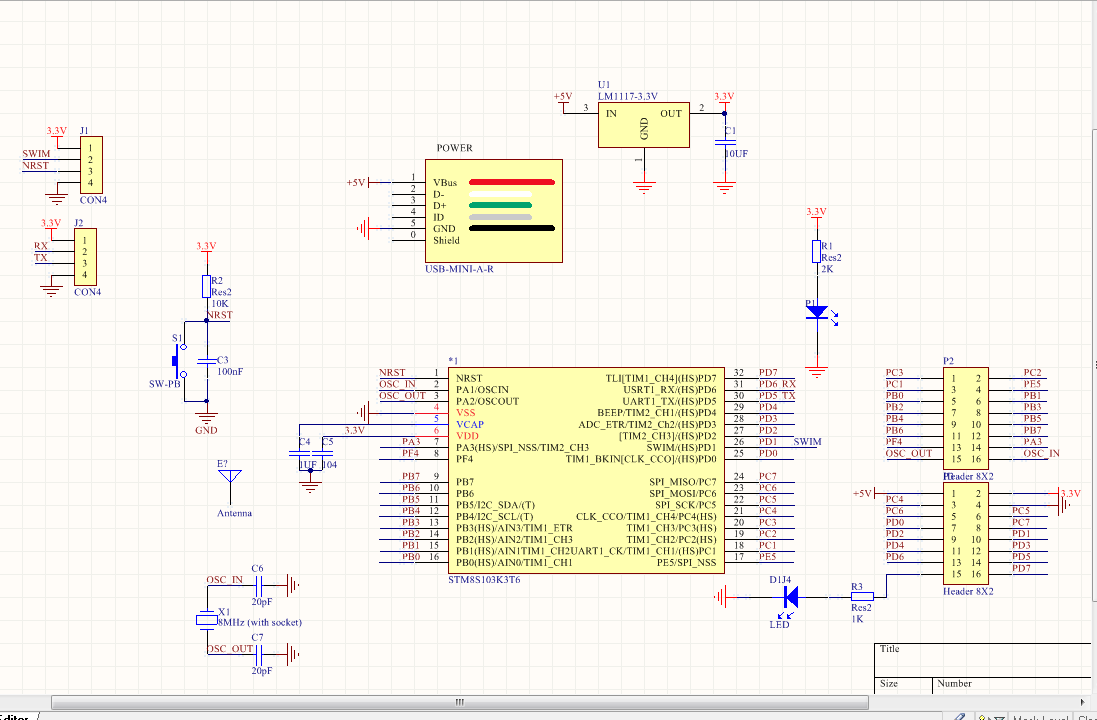 U1
LM1117-3.3V
+5V
3
IN
OUT
2
3.3V
GND
1
C1
10UF
3.3V
J1
SWIM
NRST
1
2
3
4
CON4
3.3V
J2
RX
TX
1
2
3
4
CON4
POWER
+5V
1
VBus
2
D-
3
D+
4
ID
5
GND
0
Shield
USB-MINI-A-R
3.3V
R1
Res2
2K
3.3V
R2
Res2
10K
NRST
S1
SW-PB
C3
100nF
GND
*1
NRST 1 NRST
OSC_IN 2 PA1/OSCIN
OSC_OUT 3 PA2/OSCOUT
4 VSS
5 VCAP
3.3V 6 VDD
PA3 7 PA3(HS)/SPI_NSS/TIM2_CH3
PF4 8 PF4
PB7 9 PB7
PB6 10 PB6
PB5 11 PB5/I2C_SDA/(T)
PB4 12 PB4/I2C_SCL/(T)
PB3 13 PB3(HS)/AIN3/TIM1_ETR
PB2 14 PB2(HS)/AIN2/TIM1_CH3
PB1 15 PB1(HS)/AIN1TIM1_CH2
PB0 16 PB0(HS)/AIN0/TIM1_CH1
TLI[TIM1_CH4](HS)PD7 32 PD7
USRT1_RX/(HS)PD6 31 PD6 RX
UART1_TX/(HS)PD5 30 PD5 TX
BEEP/TIM2_CH1/(HS)PD4 29 PD4
ADC_ETR/TIM2_Ch2/(HS)PD3 28 PD3
[TIM2_CH3]/(HS)PD2 27 PD2
SWIM/(HS)PD1 26 PD1 SWIM
TIM1_BKIN[CLK_CCO]/(HS)PD0 25 PD0
SPI_MISO/PC7 24 PC7
SPI_MOSI/PC6 23 PC6
SPI_SCK/PC5 22 PC5
CLK_CCO/TIM1_CH4/PC4(HS) 21 PC4
TIM1_CH3/PC3(HS) 20 PC3
TIM1_CH2/PC2(HS) 19 PC2
UART1_CK/TIM1_CH1/(HS)PC1 18 PC1
PE5/SPI_NSS 17 PE5
STM8S103K3T6
C4
1UF
C5
104
E?
Antenna
P2
PC3 1 2 PC2
PC1 3 4 PE5
PB0 5 6 PB1
PB2 7 8 PB3
PB4 9 10 PB5
PB6 11 12 PB7
PF4 13 14 PA3
OSC_OUT 15 16 OSC_IN
Header 8X2
+5V 1 2 3.3V
PC4 3 4
PC6 5 6 PC5
PD0 7 8 PC7
PD2 9 10 PD1
PD4 11 12 PD3
PD6 13 14 PD5
15 16 PD7
Header 8X2
OSC_IN
C6
20pF
X1
8MHz (with socket)
OSC_OUT
C7
20pF
D1J4
LED
R3
Res2
1K
Title
Size
Number
Editor